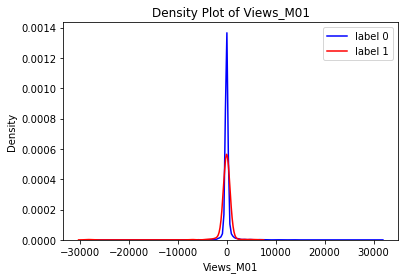 Density Plot of Views_M01
label 0
label 1
Density
0.0014
0.0012
0.0010
0.0008
0.0006
0.0004
0.0002
0.0000
−30000 −20000 −10000 0 10000 20000 30000
Views_M01